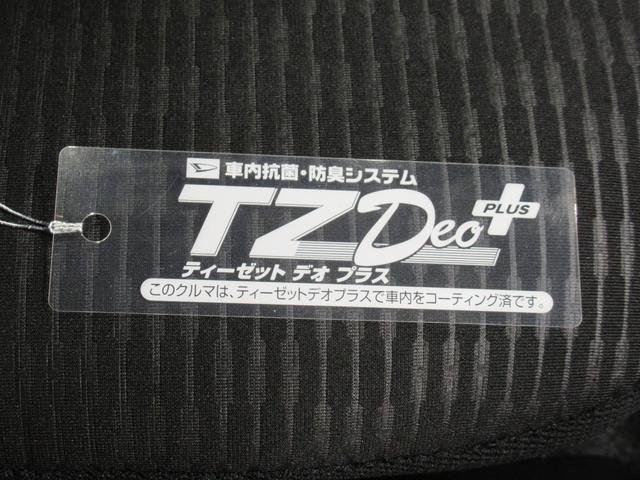 車内抗菌・防臭システム
TZ Deo PLUS
ティーゼット デオ プラス
このクルマは、ティーゼットデオプラスで車内をコーティング済です。